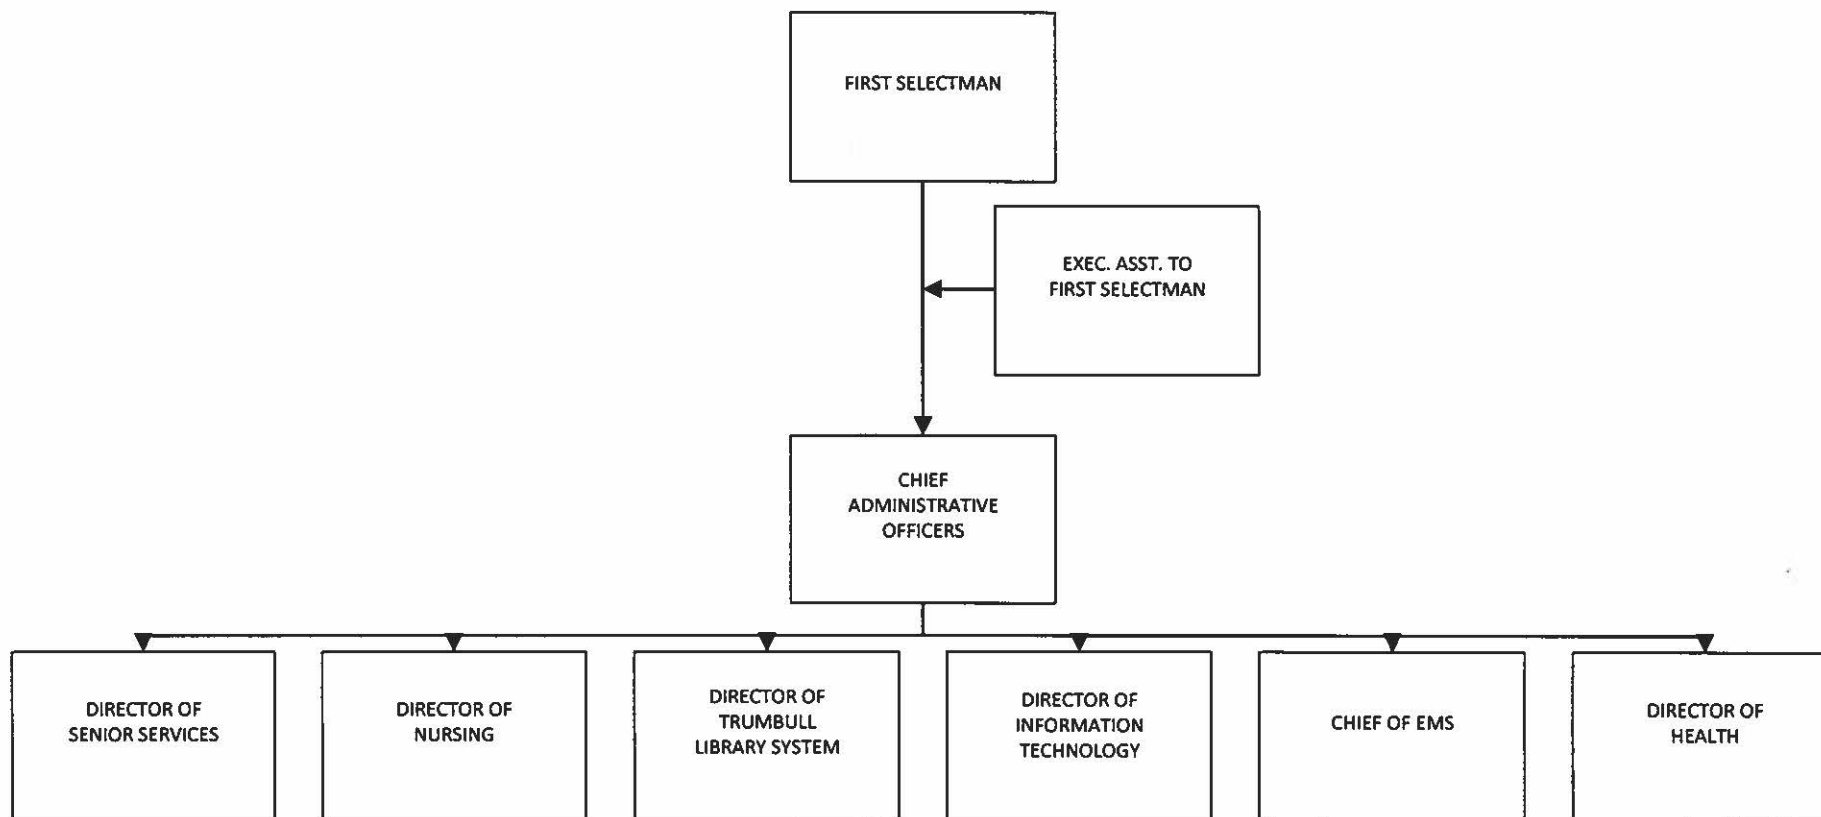 FIRST SELECTMAN
EXEC. ASST. TO
FIRST SELECTMAN
CHIEF
ADMINISTRATIVE
OFFICERS
DIRECTOR OF
SENIOR SERVICES
DIRECTOR OF
NURSING
DIRECTOR OF
TRUMBULL
LIBRARY SYSTEM
DIRECTOR OF
INFORMATION
TECHNOLOGY
CHIEF OF EMS
DIRECTOR OF
HEALTH